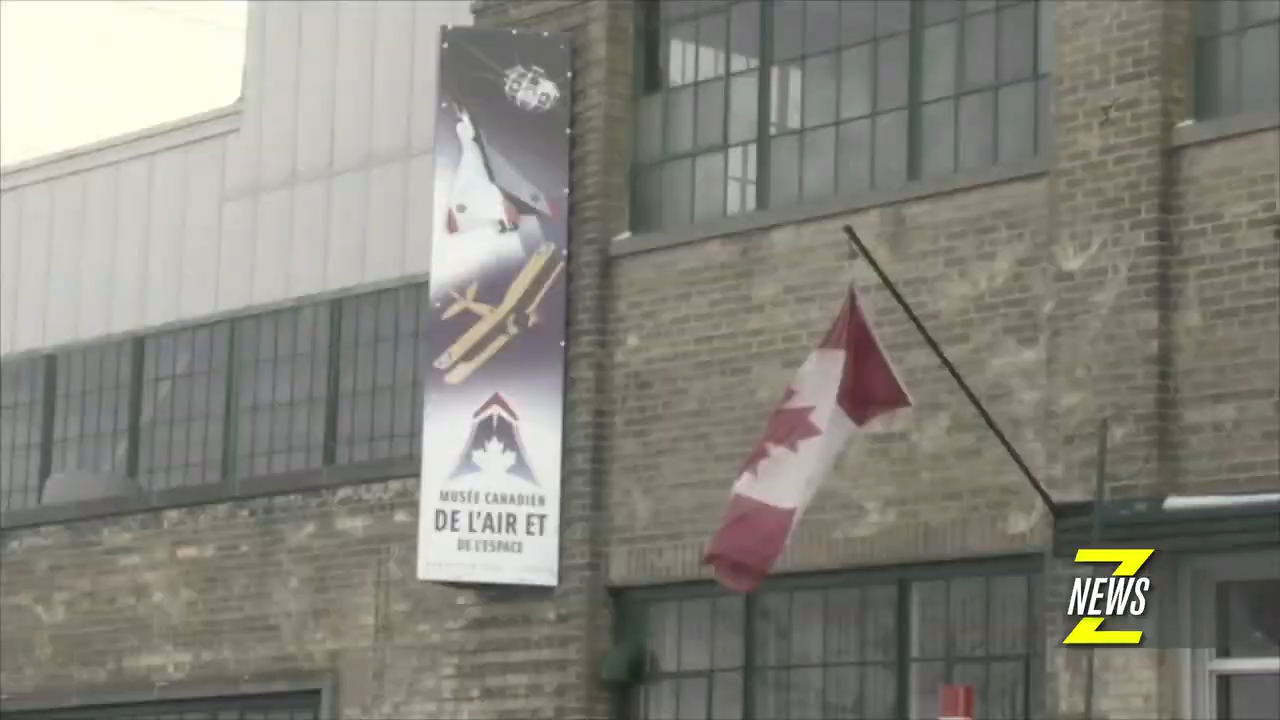 MUSÉE CANADIEN
DE L'AIR ET
DE L'ESPACE
Z
NEWS